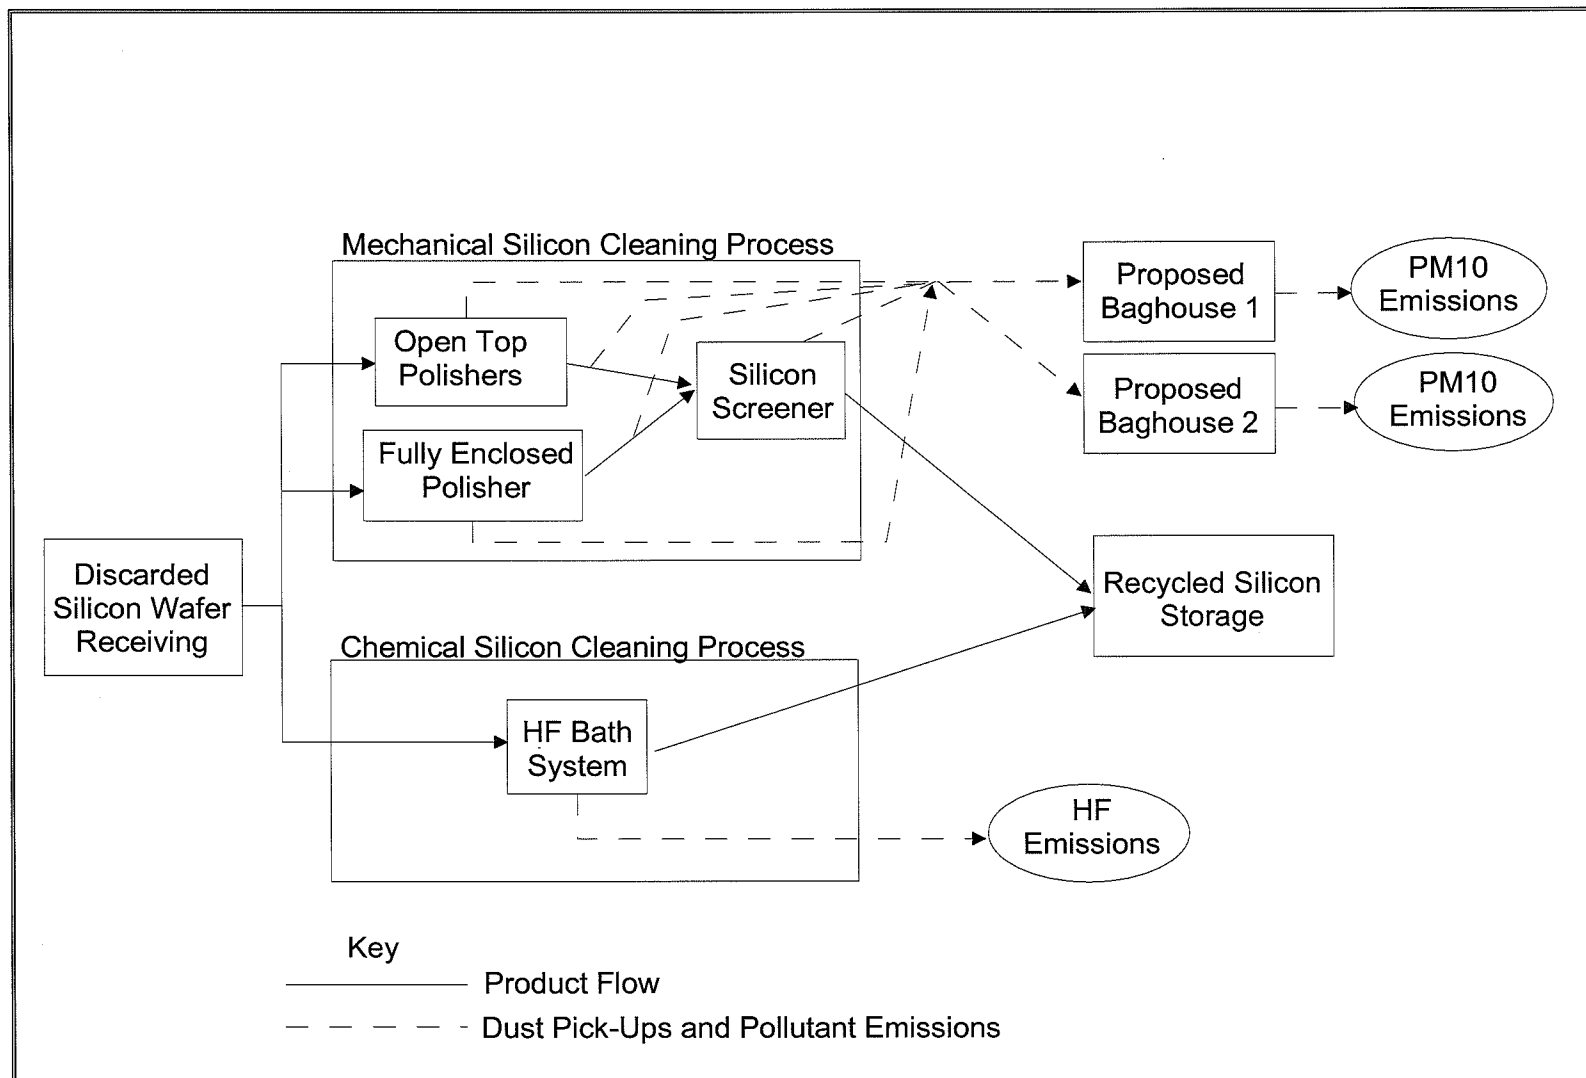 Mechanical Silicon Cleaning Process
Open Top
Polishers
Fully Enclosed
Polisher
Silicon
Screener
Proposed
Baghouse 1
PM10
Emissions
Proposed
Baghouse 2
PM10
Emissions
Discarded
Silicon Wafer
Receiving
Recycled Silicon
Storage
Chemical Silicon Cleaning Process
HF Bath
System
HF
Emissions
Key
Product Flow
Dust Pick-Ups and Pollutant Emissions